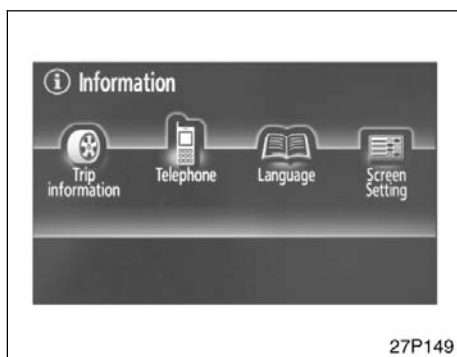 i Information
Trip
information
Telephone
Language
Screen
Setting
27P149